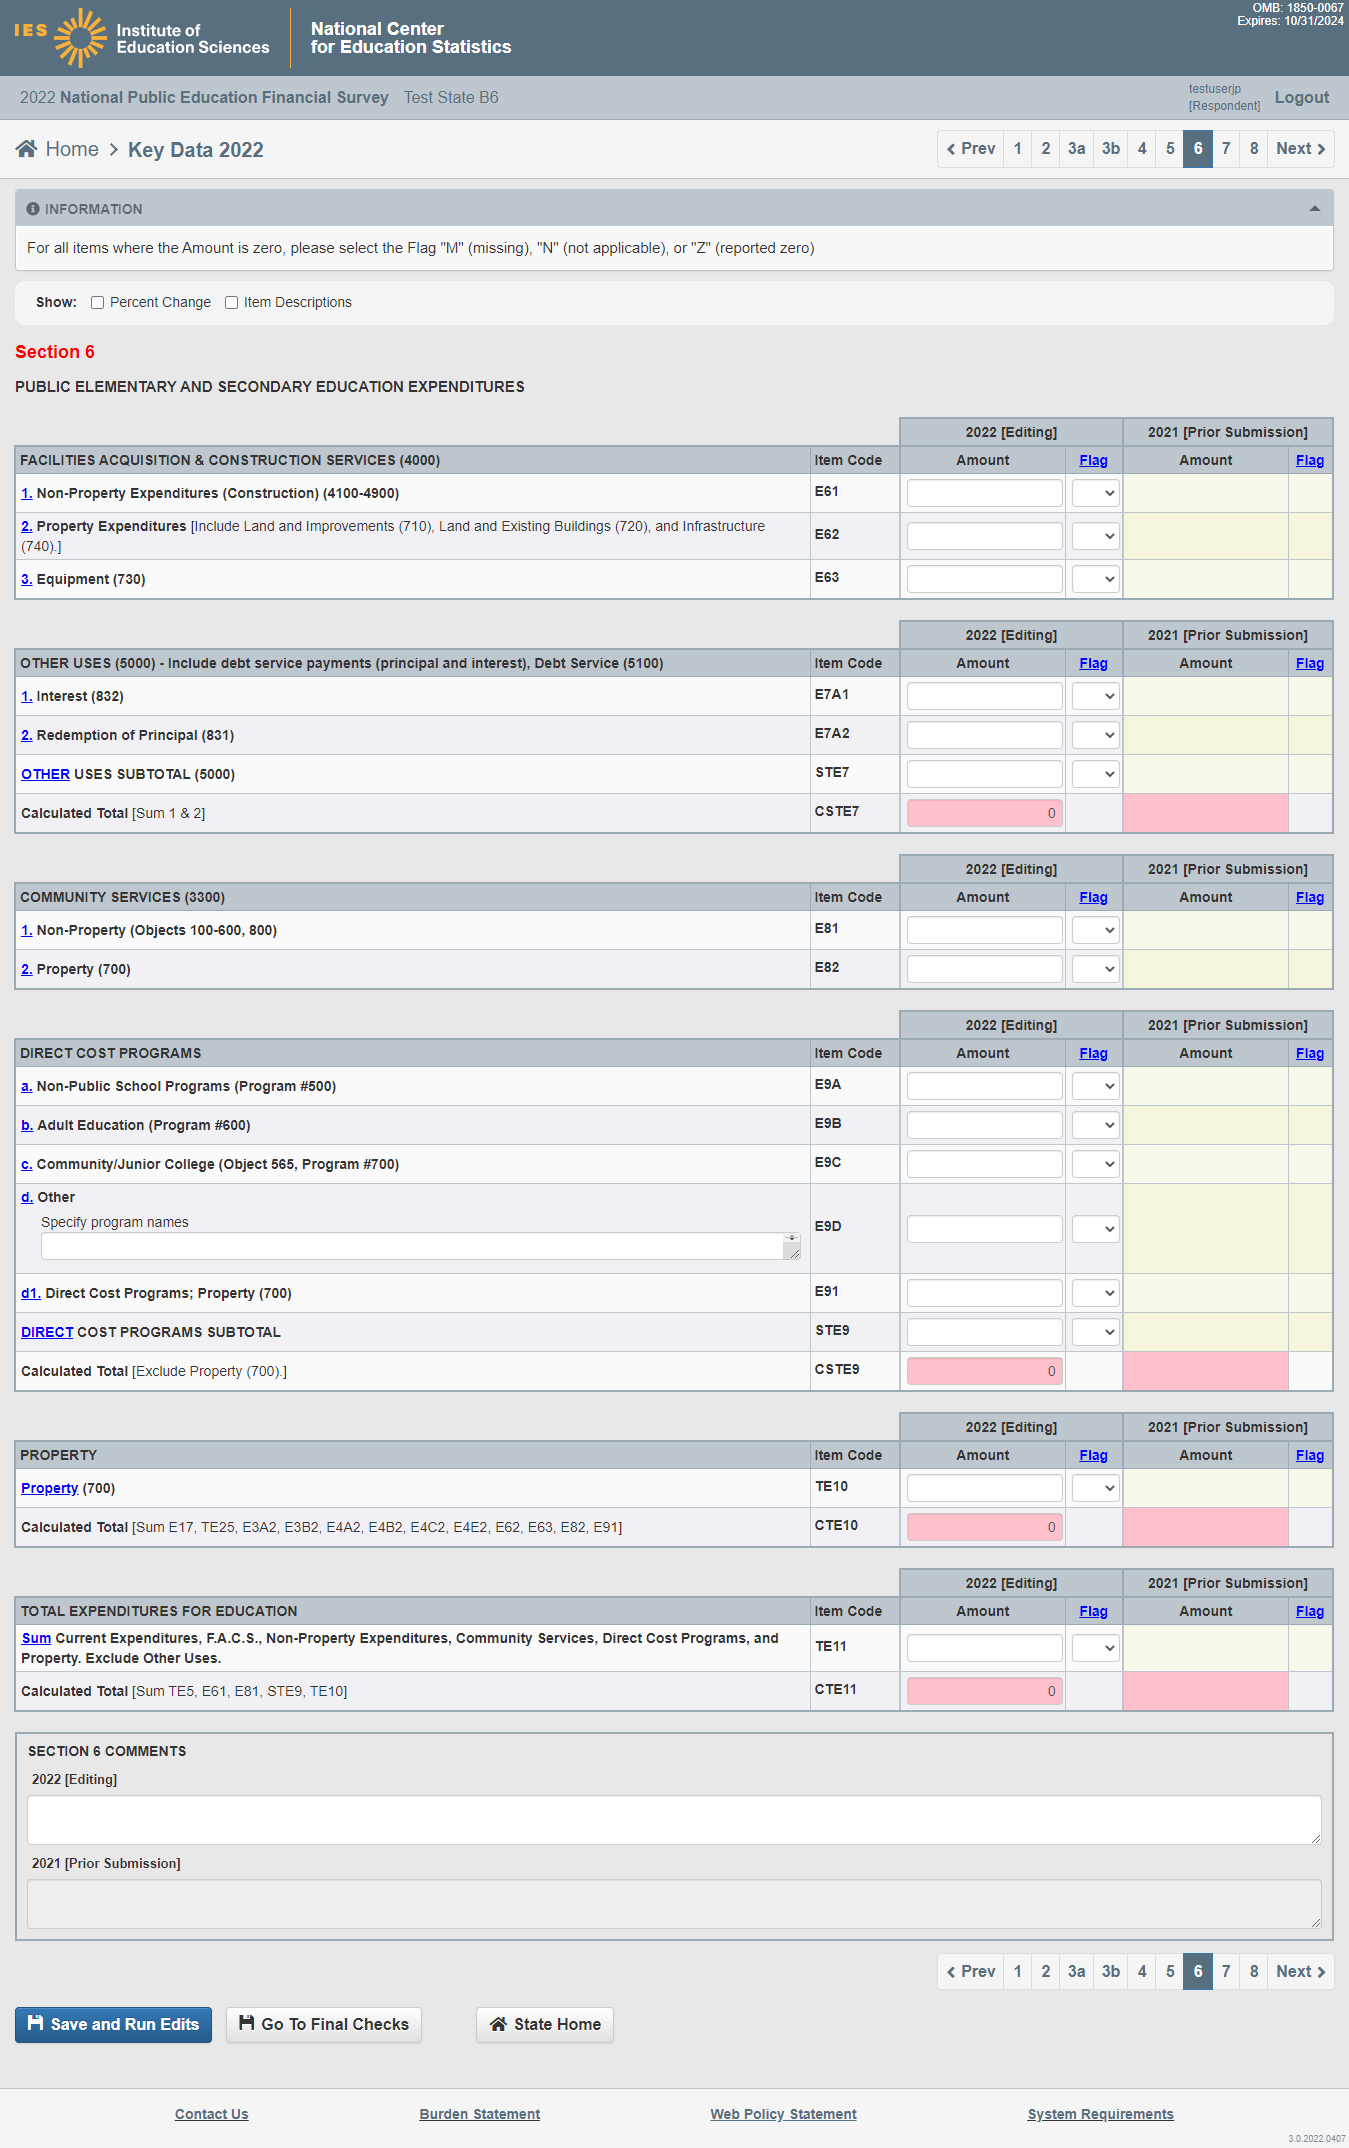 OMB: 1850-0067
Expires: 10/31/2024
IES Institute of Education Sciences
National Center for Education Statistics
2022 National Public Education Financial Survey Test State B6
testuserjp
[Respondent]
Logout
Home > Key Data 2022
Prev 1 2 3a 3b 4 5 6 7 8 Next
INFORMATION
For all items where the Amount is zero, please select the Flag "M" (missing), "N" (not applicable), or "Z" (reported zero)
Show: Percent Change Item Descriptions
Section 6
PUBLIC ELEMENTARY AND SECONDARY EDUCATION EXPENDITURES
2022 [Editing] 2021 [Prior Submission]
FACILITIES ACQUISITION & CONSTRUCTION SERVICES (4000) Item Code Amount Flag Amount Flag
1. Non-Property Expenditures (Construction) (4100-4900) E61
2. Property Expenditures [Include Land and Improvements (710), Land and Existing Buildings (720), and Infrastructure
(740).] E62
3. Equipment (730) E63
2022 [Editing] 2021 [Prior Submission]
OTHER USES (5000) - Include debt service payments (principal and interest), Debt Service (5100) Item Code Amount Flag Amount Flag
1. Interest (832) E7A1
2. Redemption of Principal (831) E7A2
OTHER USES SUBTOTAL (5000) STE7
Calculated Total [Sum 1 & 2] CSTE7 0
2022 [Editing] 2021 [Prior Submission]
COMMUNITY SERVICES (3300) Item Code Amount Flag Amount Flag
1. Non-Property (Objects 100-600, 800) E81
2. Property (700) E82
2022 [Editing] 2021 [Prior Submission]
DIRECT COST PROGRAMS Item Code Amount Flag Amount Flag
a. Non-Public School Programs (Program #500) E9A
b. Adult Education (Program #600) E9B
c. Community/Junior College (Object 565, Program #700) E9C
d. Other
Specify program names E9D
d1. Direct Cost Programs; Property (700) E91
DIRECT COST PROGRAMS SUBTOTAL STE9
Calculated Total [Exclude Property (700).] CSTE9 0
2022 [Editing] 2021 [Prior Submission]
PROPERTY Item Code Amount Flag Amount Flag
Property (700) TE10
Calculated Total [Sum E17, TE25, E3A2, E3B2, E4A2, E4B2, E4C2, E4E2, E62, E63, E82, E91] CTE10 0
2022 [Editing] 2021 [Prior Submission]
TOTAL EXPENDITURES FOR EDUCATION Item Code Amount Flag Amount Flag
Sum Current Expenditures, F.A.C.S., Non-Property Expenditures, Community Services, Direct Cost Programs, and
Property. Exclude Other Uses. TE11
Calculated Total [Sum TE5, E61, E81, STE9, TE10] CTE11 0
SECTION 6 COMMENTS
2022 [Editing]
2021 [Prior Submission]
Prev 1 2 3a 3b 4 5 6 7 8 Next
Save and Run Edits Go To Final Checks State Home
Contact Us Burden Statement Web Policy Statement System Requirements
3.0.2022.0407